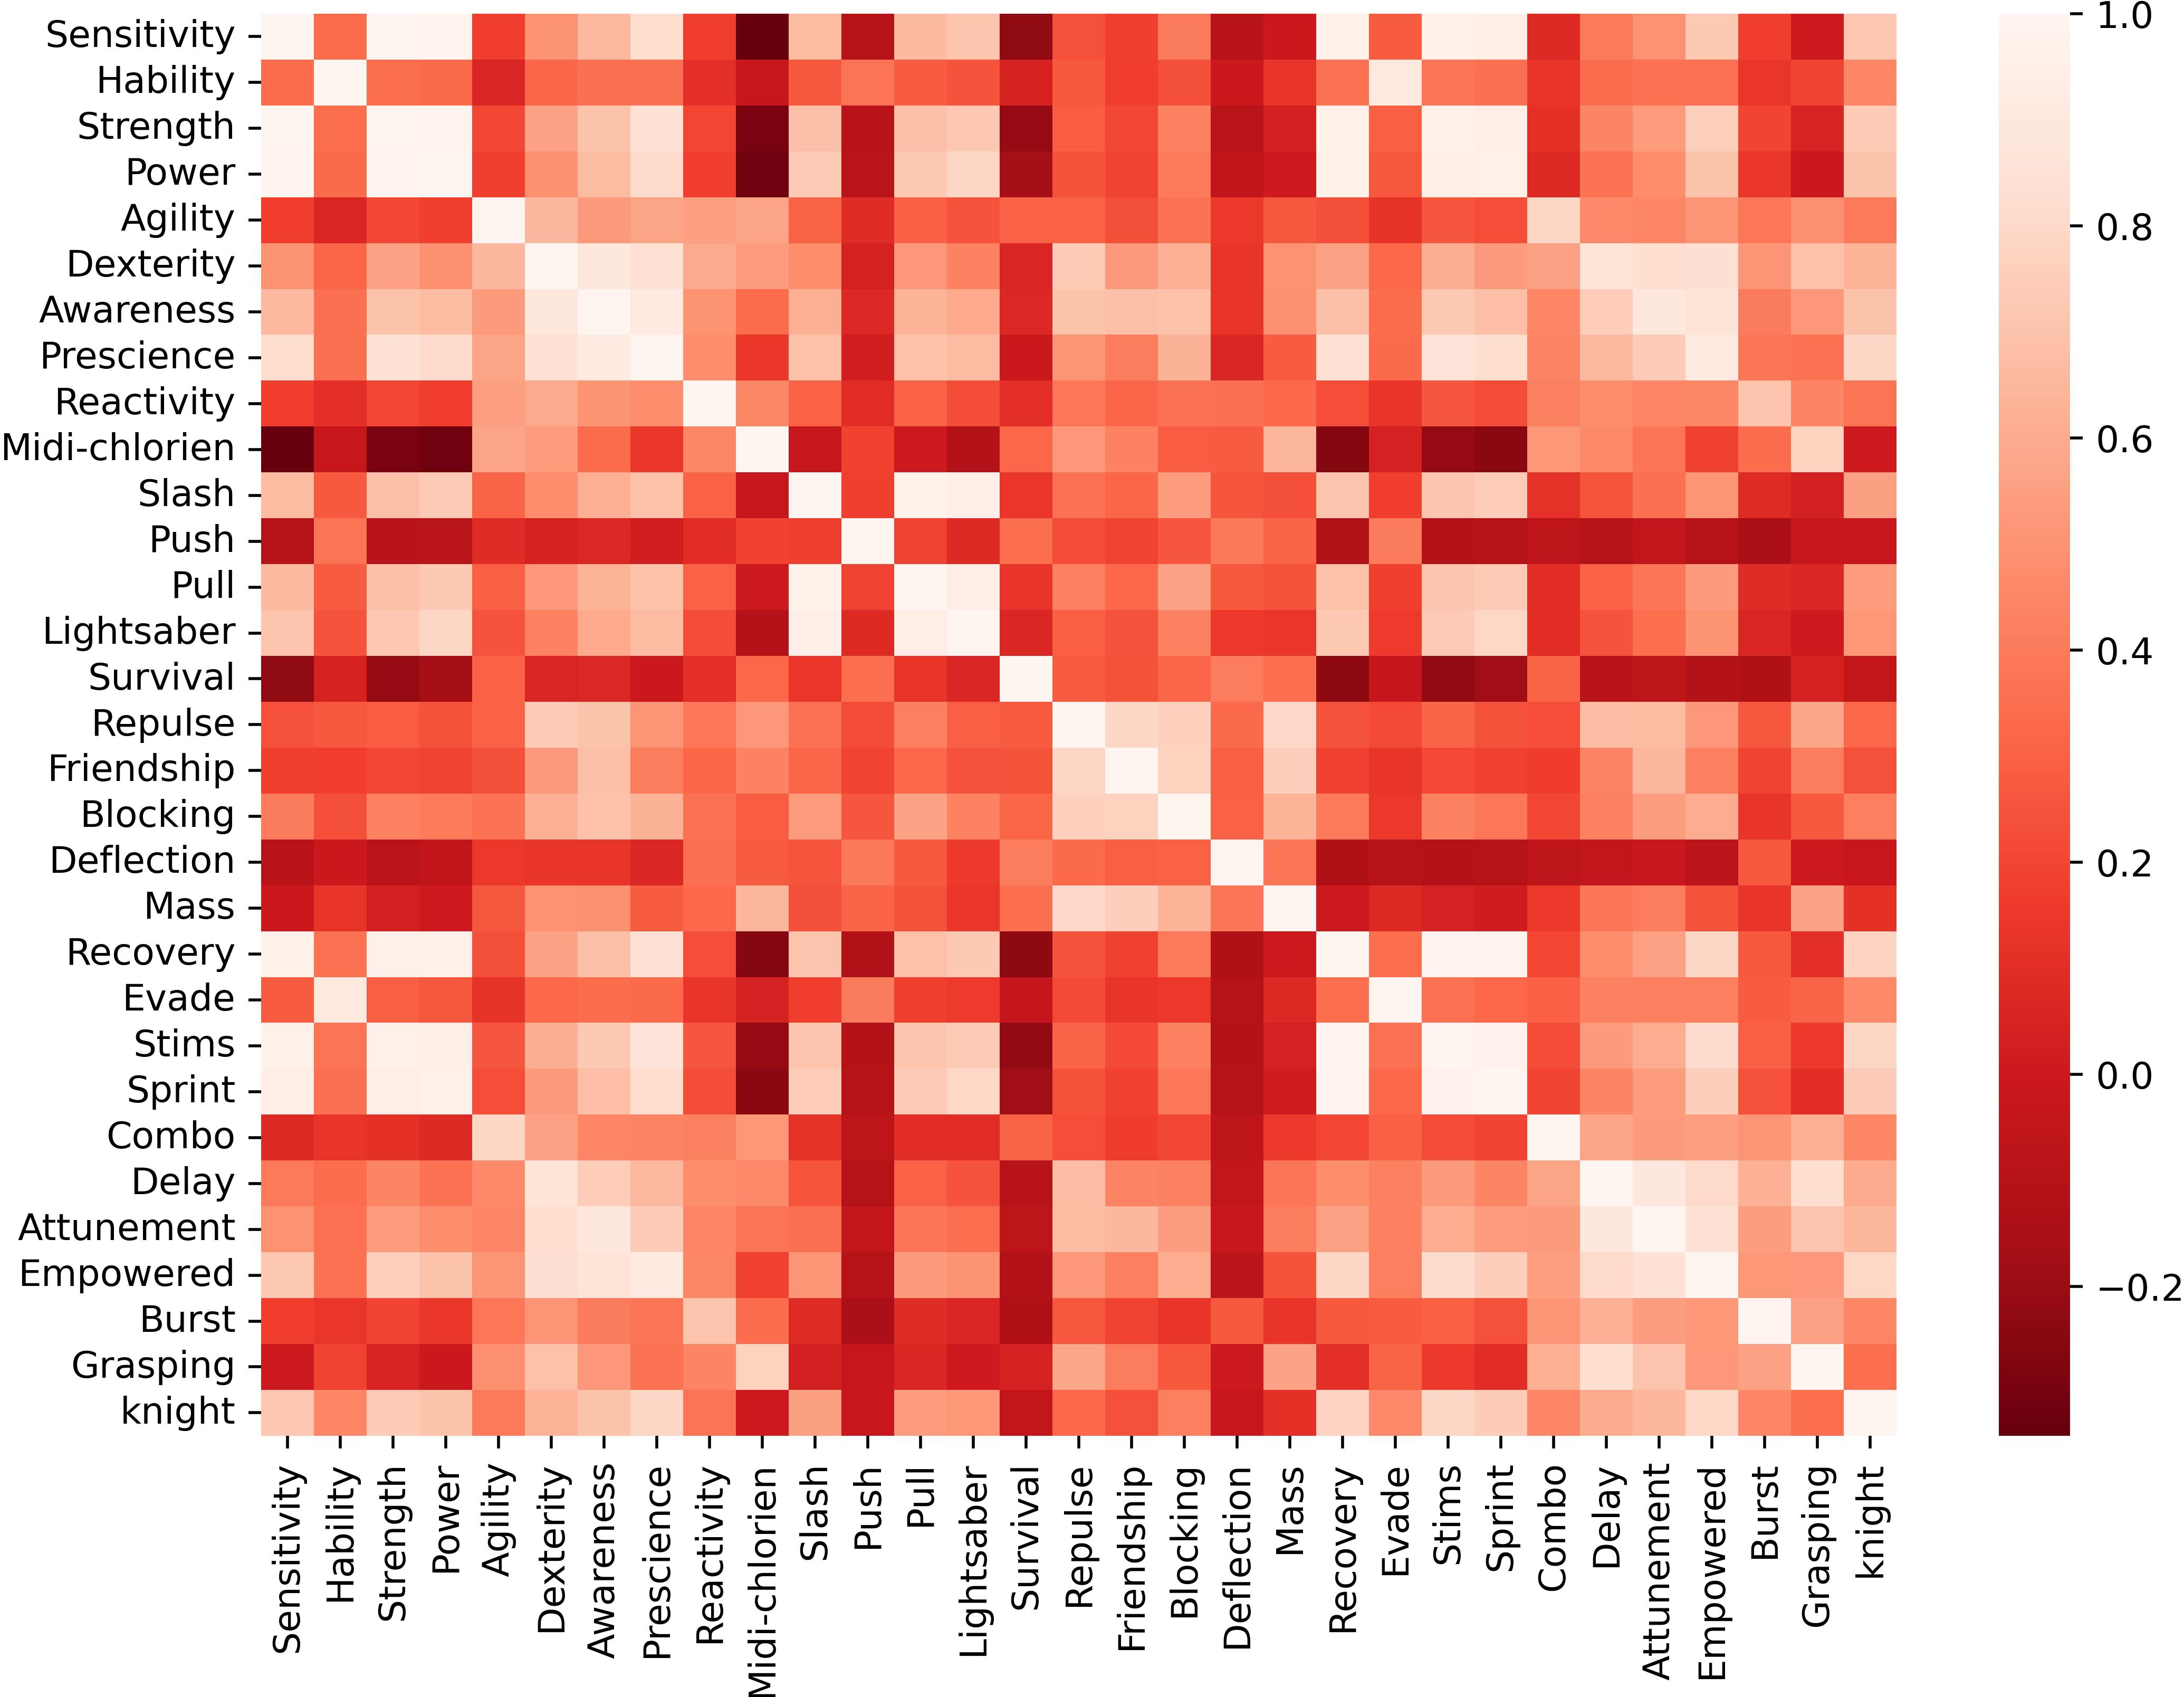 Sensitivity
Hability
Strength
Power
Agility
Dexterity
Awareness
Prescience
Reactivity
Midi-chlorien
Slash
Push
Pull
Lightsaber
Survival
Repulse
Friendship
Blocking
Deflection
Mass
Recovery
Evade
Stims
Sprint
Combo
Delay
Attunement
Empowered
Burst
Grasping
knight
Sensitivity
Hability
Strength
Power
Agility
Dexterity
Awareness
Prescience
Reactivity
Midi-chlorien
Slash
Push
Pull
Lightsaber
Survival
Repulse
Friendship
Blocking
Deflection
Mass
Recovery
Evade
Stims
Sprint
Combo
Delay
Attunement
Empowered
Burst
Grasping
knight
1.0
0.8
0.6
0.4
0.2
0.0
−0.2